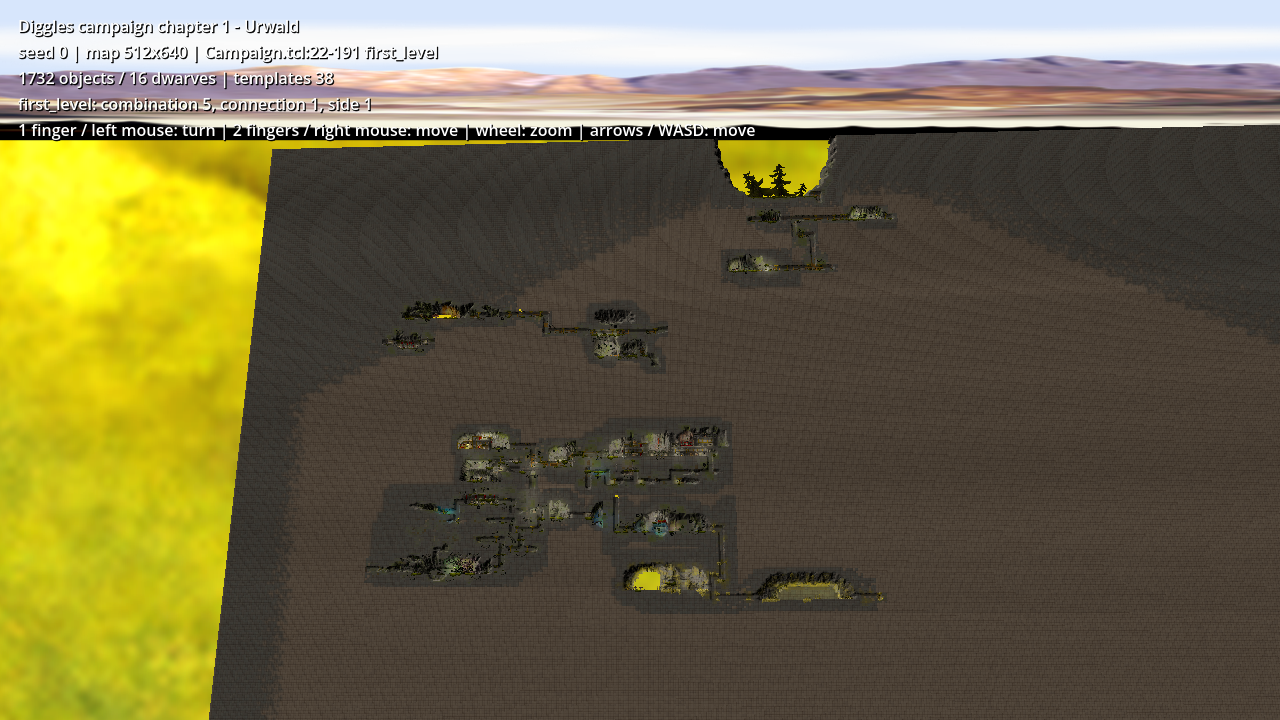 Diggles campaign chapter 1 - Urwald
seed 0 | map 512x640 | Campaign.tcl:22-191 first_level
1732 objects / 16 dwarves | templates 38
first_level: combination 5, connection 1, side 1
1 finger / left mouse: turn | 2 fingers / right mouse: move | wheel: zoom | arrows / WASD: move